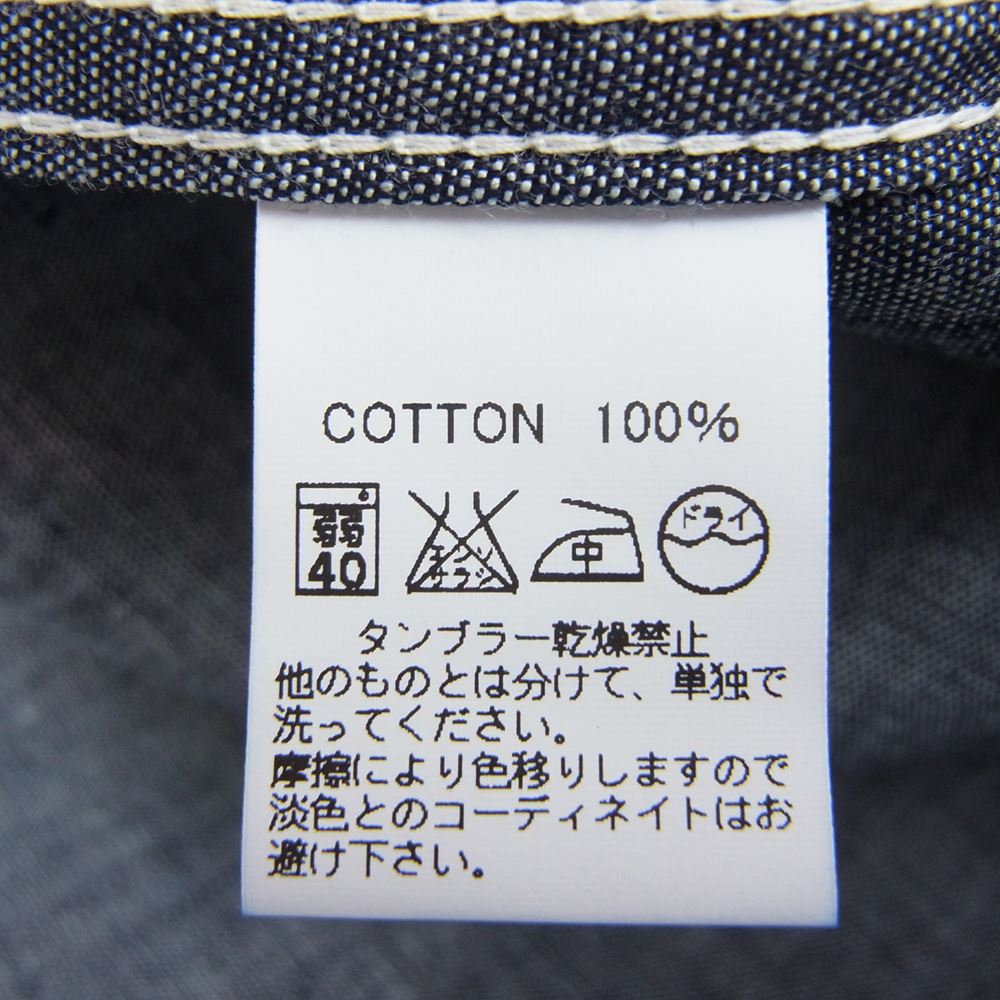 COTTON 100%
弱 40 エンソ サラシ 中 ドライ
タンブラー乾燥禁止
他のものとは分けて、単独で
洗ってください。
摩擦により色移りしますので
淡色とのコーディネイトはお
避け下さい。